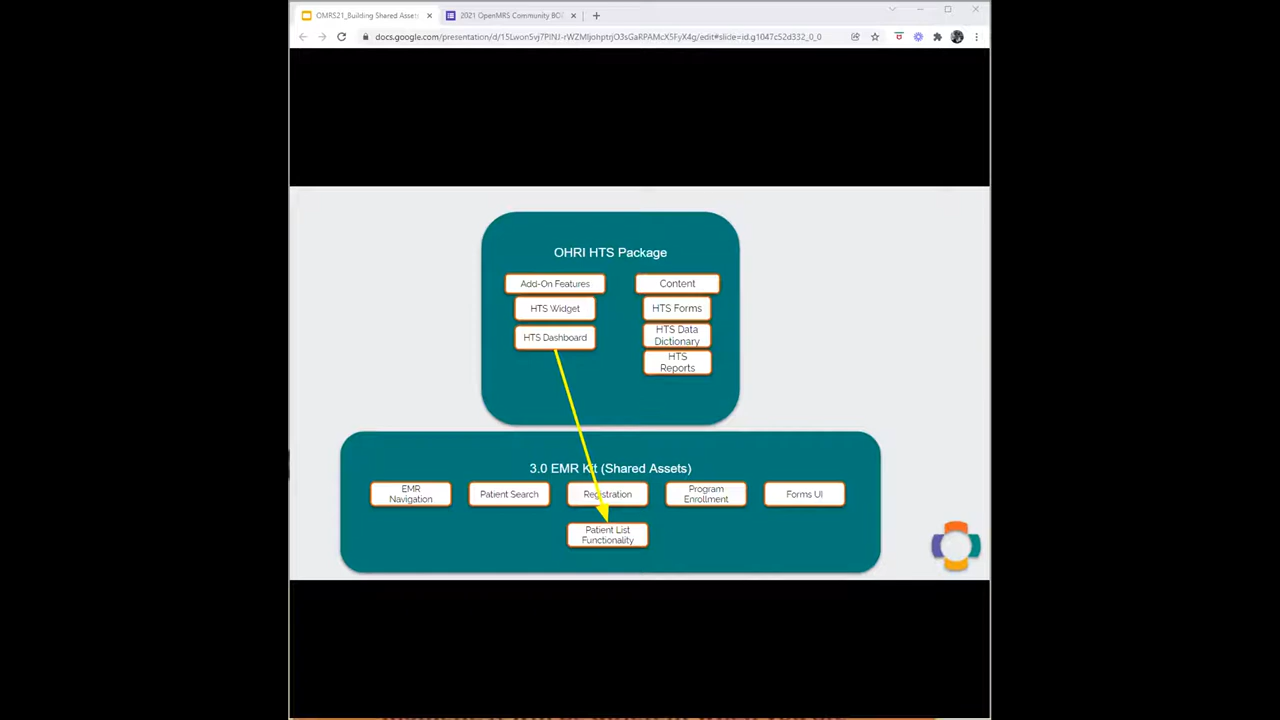 OMRS21_Building Shared Assets
2021 OpenMRS Community BO
OHRI HTS Package
Add-On Features
Content
HTS Widget
HTS Forms
HTS Dashboard
HTS Data
Dictionary
HTS
Reports
3.0 EMR Kit (Shared Assets)
EMR
Navigation
Patient Search
Registration
Program
Enrollment
Forms UI
Patient List
Functionality